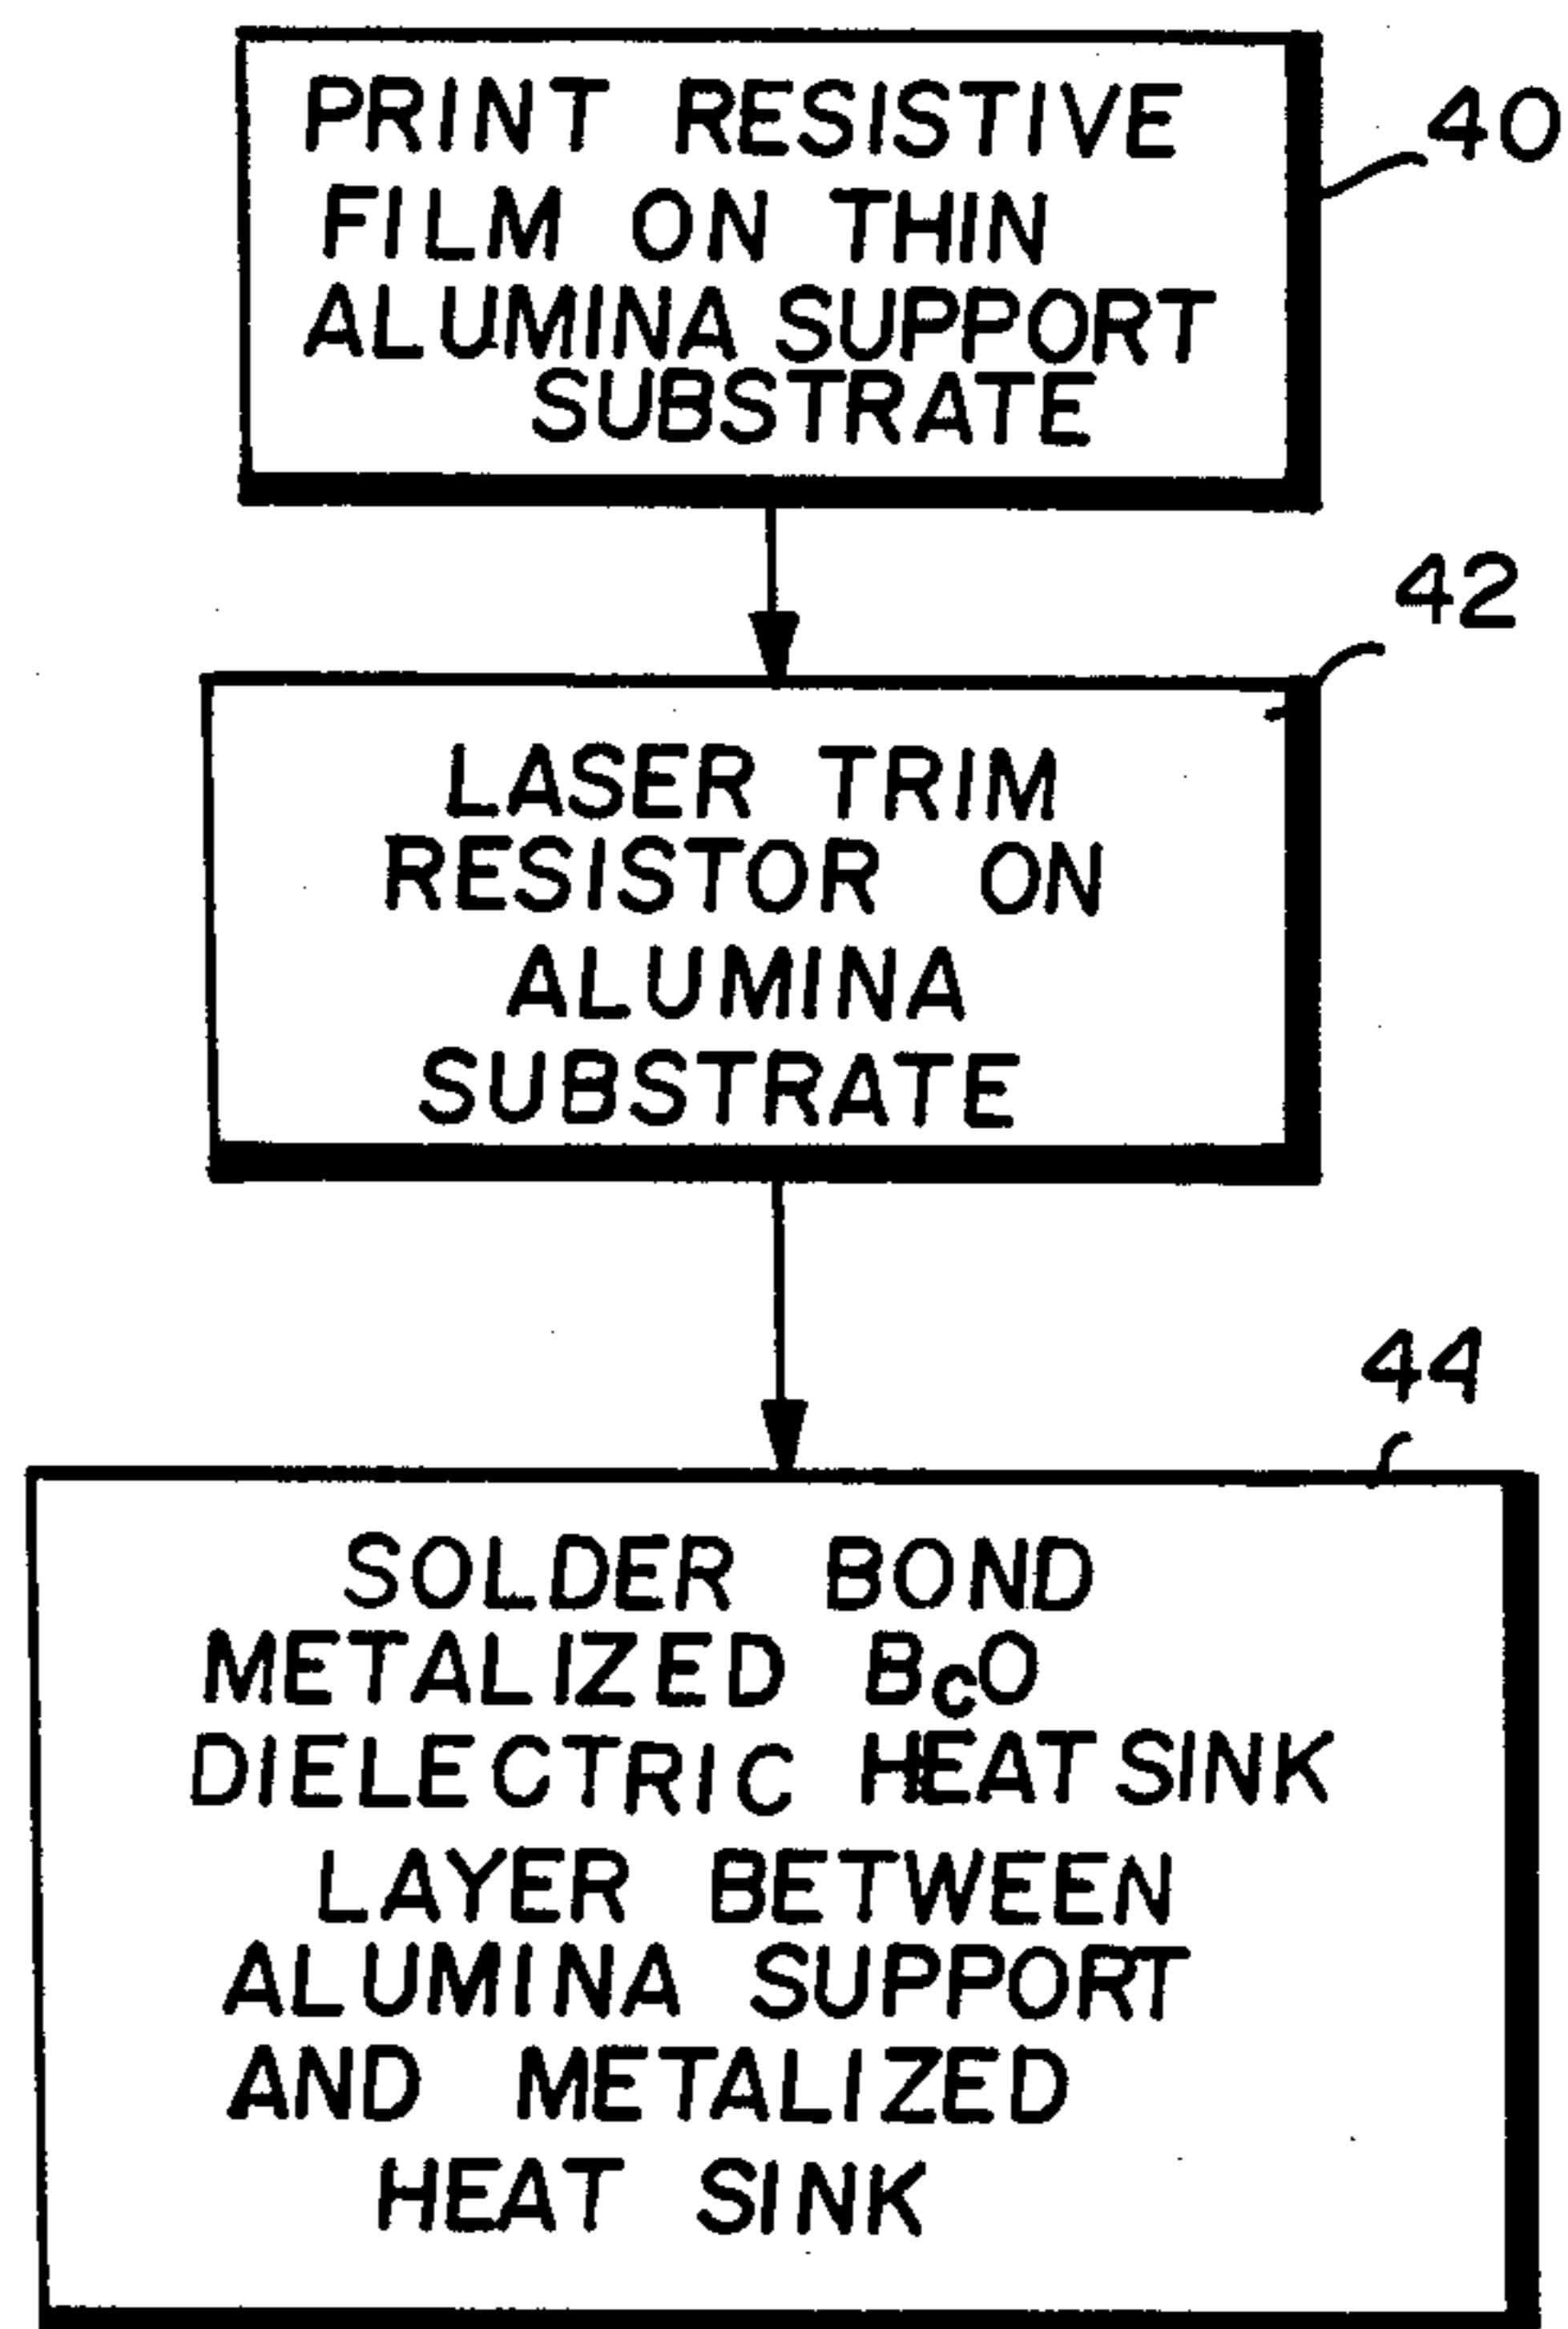 PRINT RESISTIVE
FILM ON THIN
ALUMINA SUPPORT
SUBSTRATE
40
42
LASER TRIM
RESISTOR ON
ALUMINA
SUBSTRATE
44
SOLDER BOND
METALIZED BcO
DIELECTRIC HEAT SINK
LAYER BETWEEN
ALUMINA SUPPORT
AND METALIZED
HEAT SINK